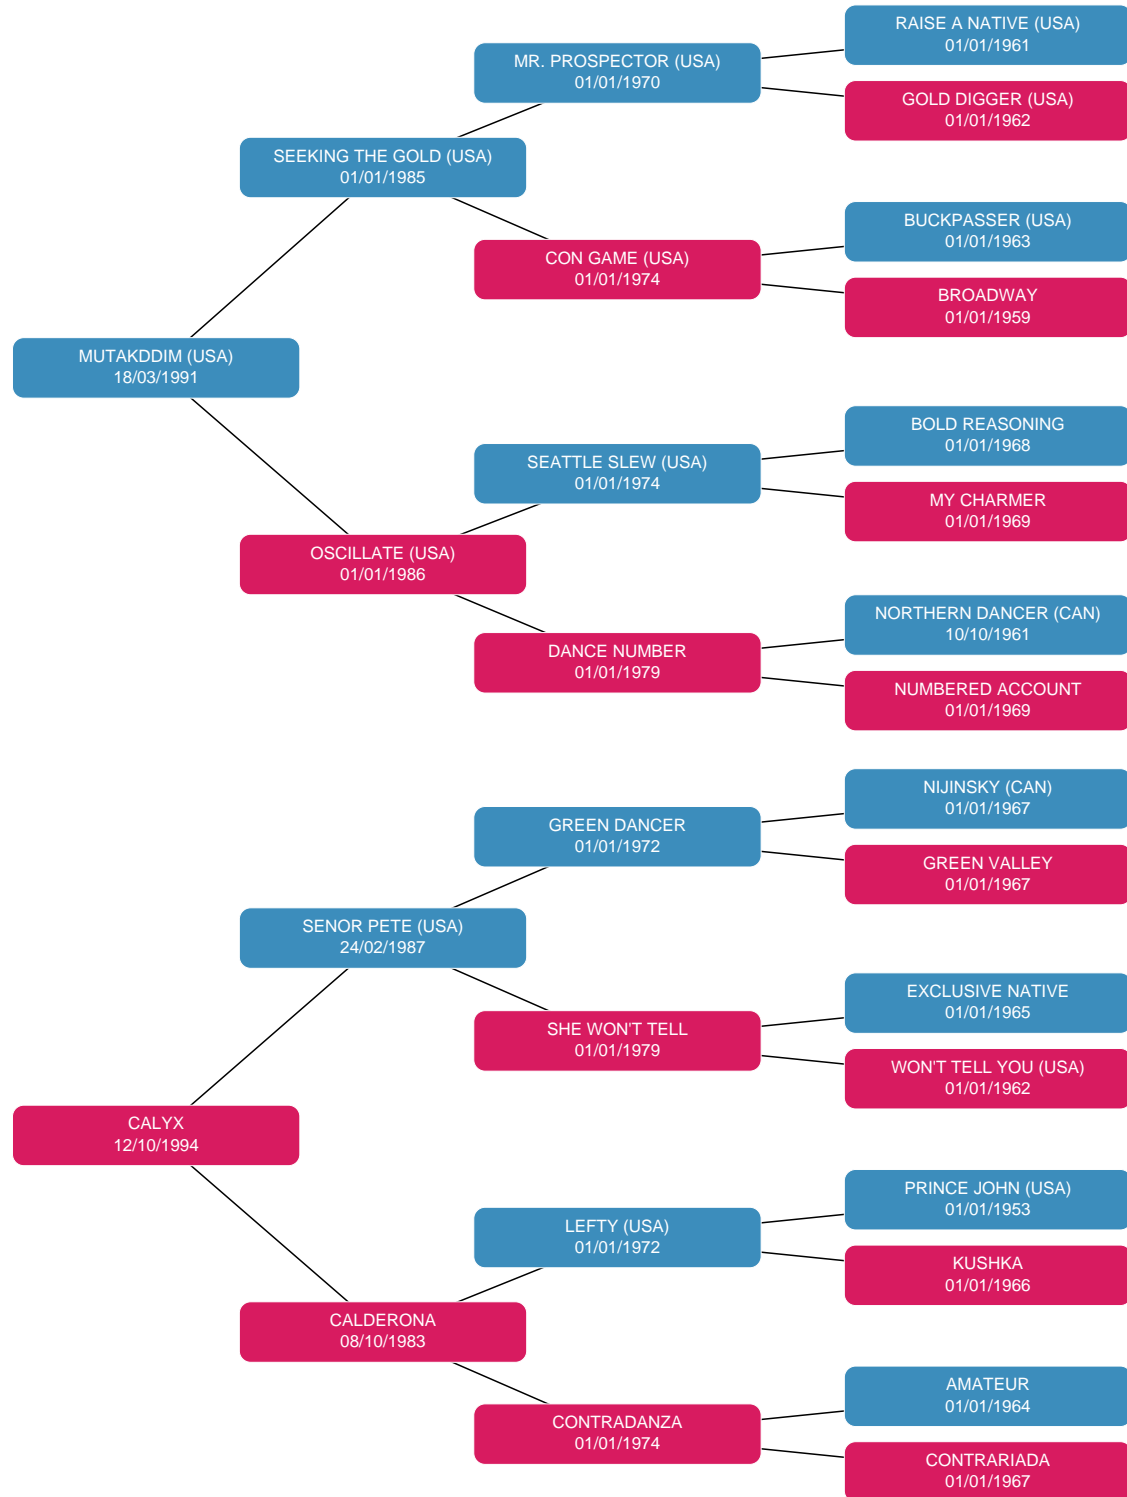 RAISE A NATIVE (USA)
01/01/1961
MR. PROSPECTOR (USA)
01/01/1970
GOLD DIGGER (USA)
01/01/1962
SEEKING THE GOLD (USA)
01/01/1985
BUCKPASSER (USA)
01/01/1963
CON GAME (USA)
01/01/1974
BROADWAY
01/01/1959
MUTAKDDIM (USA)
18/03/1991
BOLD REASONING
01/01/1968
SEATTLE SLEW (USA)
01/01/1974
MY CHARMER
01/01/1969
OSCILLATE (USA)
01/01/1986
NORTHERN DANCER (CAN)
10/10/1961
DANCE NUMBER
01/01/1979
NUMBERED ACCOUNT
01/01/1969
NIJINSKY (CAN)
01/01/1967
GREEN DANCER
01/01/1972
GREEN VALLEY
01/01/1967
SENOR PETE (USA)
24/02/1987
EXCLUSIVE NATIVE
01/01/1965
SHE WON'T TELL
01/01/1979
WON'T TELL YOU (USA)
01/01/1962
CALYX
12/10/1994
PRINCE JOHN (USA)
01/01/1953
LEFTY (USA)
01/01/1972
KUSHKA
01/01/1966
CALDERONA
08/10/1983
AMATEUR
01/01/1964
CONTRADANZA
01/01/1974
CONTRARIADA
01/01/1967